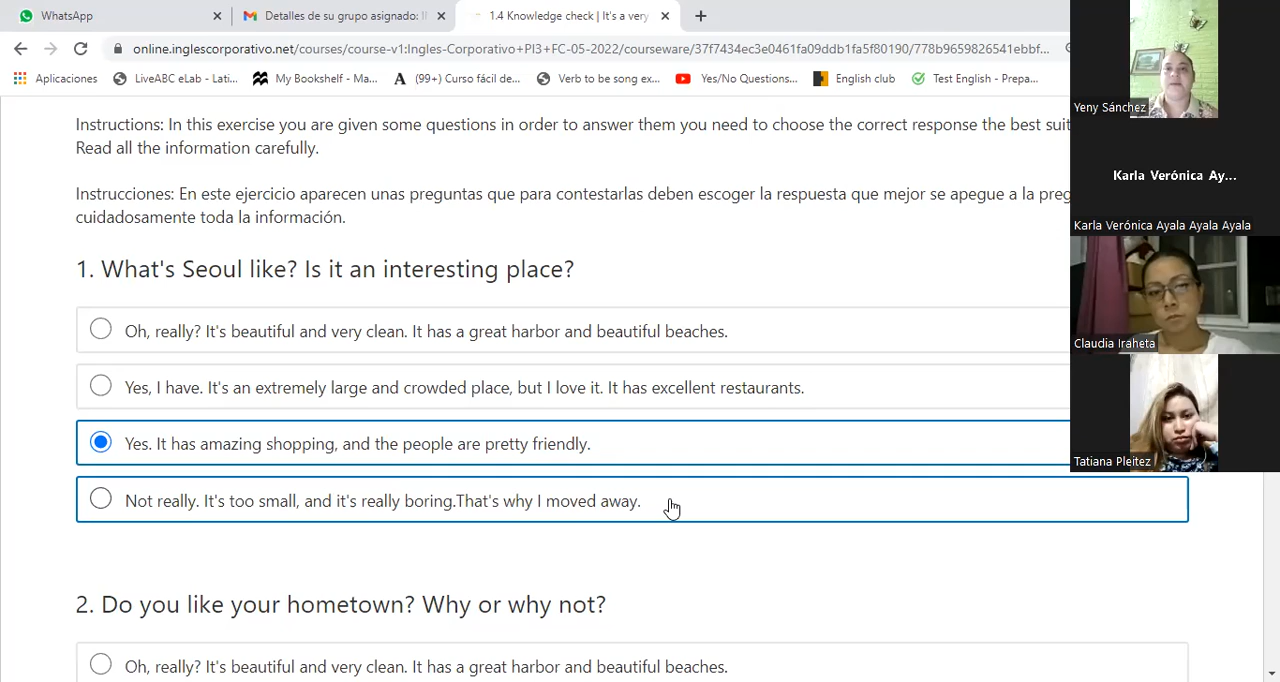 WhatsApp
Detalles de su grupo asignado: I
1.4 Knowledge check | It's a very
online.inglescorporativo.net/courses/course-v1:Ingles-Corporativo+PI3+FC-05-2022/courseware/37f7434ec3e0461fa09ddb1fa5f80190/778b9659826541ebbf...
Aplicaciones
LiveABC eLab - Lati...
My Bookshelf - Ma...
(99+) Curso fácil de...
Verb to be song ex...
Yes/No Questions...
English club
Test English - Prepa...
Instructions: In this exercise you are given some questions in order to answer them you need to choose the correct response the best suit
Read all the information carefully.
Instrucciones: En este ejercicio aparecen unas preguntas que para contestarlas deben escoger la respuesta que mejor se apegue a la preg
cuidadosamente toda la información.
1. What's Seoul like? Is it an interesting place?
Oh, really? It's beautiful and very clean. It has a great harbor and beautiful beaches.
Yes, I have. It's an extremely large and crowded place, but I love it. It has excellent restaurants.
Yes. It has amazing shopping, and the people are pretty friendly.
Not really. It's too small, and it's really boring.That's why I moved away.
2. Do you like your hometown? Why or why not?
Oh, really? It's beautiful and very clean. It has a great harbor and beautiful beaches.
Yeny Sánchez
Karla Verónica Ay...
Karla Verónica Ayala Ayala Ayala
Claudia Iraheta
Tatiana Pleitez